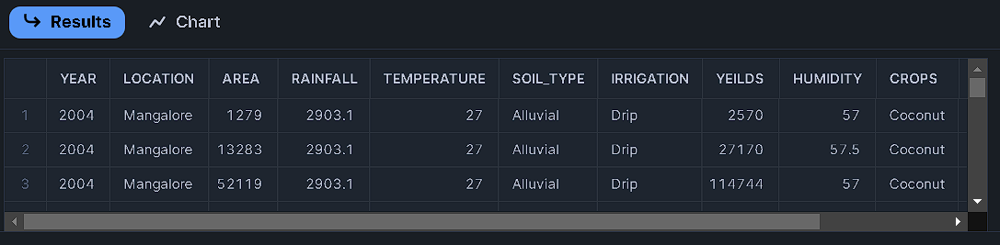 Results Chart
YEAR LOCATION AREA RAINFALL TEMPERATURE SOIL_TYPE IRRIGATION YEILDS HUMIDITY CROPS
1 2004 Mangalore 1279 2903.1 27 Alluvial Drip 2570 57 Coconut
2 2004 Mangalore 13283 2903.1 27 Alluvial Drip 27170 57.5 Coconut
3 2004 Mangalore 52119 2903.1 27 Alluvial Drip 114744 57 Coconut